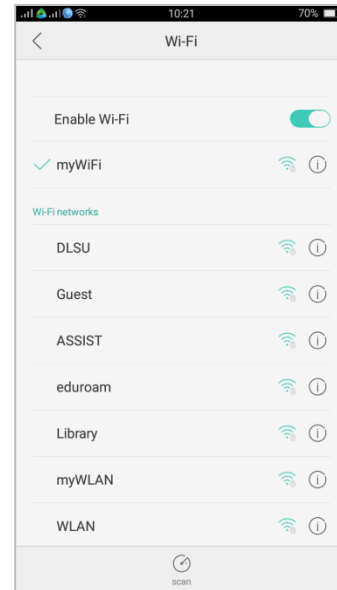 10:21 70%
Wi-Fi
Enable Wi-Fi
myWiFi
Wi-Fi networks
DLSU
Guest
ASSIST
eduroam
Library
myWLAN
WLAN
scan